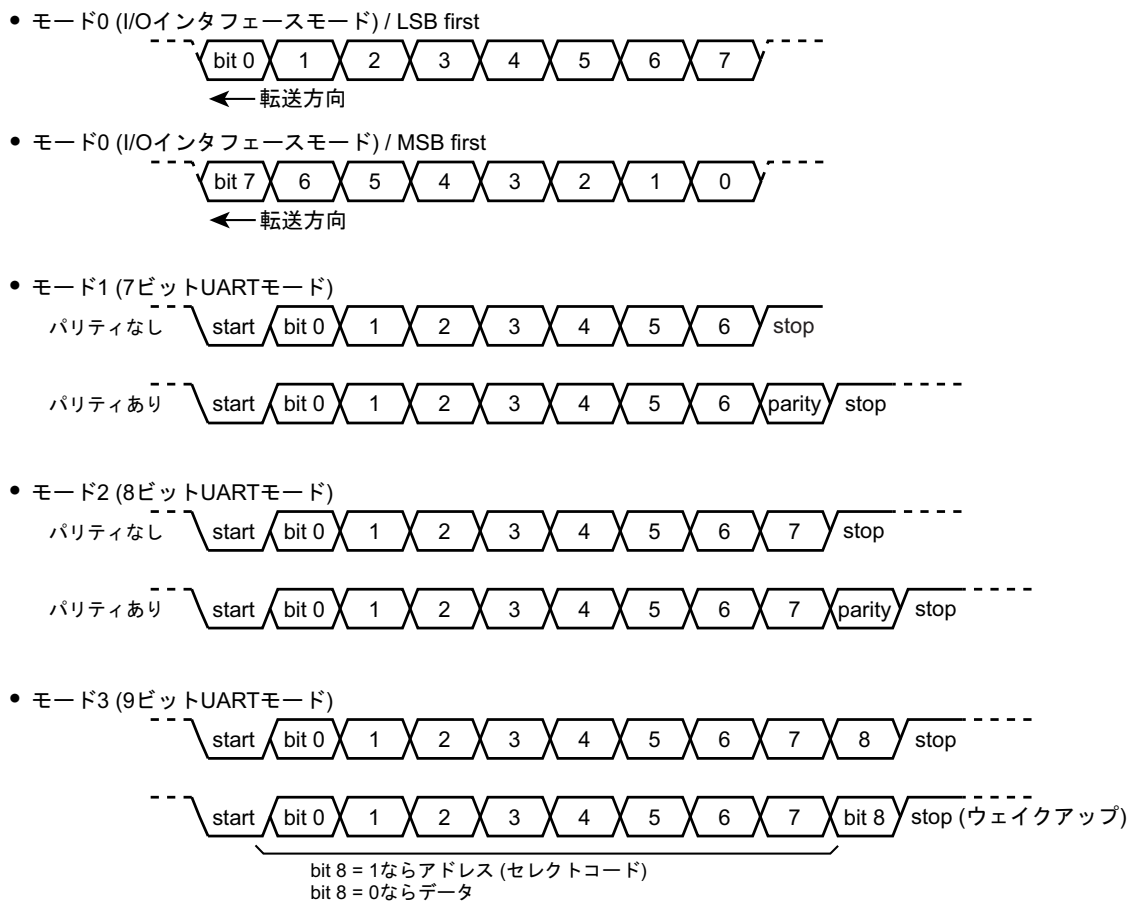 • モード0 (I/Oインタフェースモード) / LSB first
bit 0 1 2 3 4 5 6 7
転送方向
• モード0 (I/Oインタフェースモード) / MSB first
bit 7 6 5 4 3 2 1 0
転送方向
• モード1 (7ビットUARTモード)
パリティなし start bit 0 1 2 3 4 5 6 stop
パリティあり start bit 0 1 2 3 4 5 6 parity stop
• モード2 (8ビットUARTモード)
パリティなし start bit 0 1 2 3 4 5 6 7 stop
パリティあり start bit 0 1 2 3 4 5 6 7 parity stop
• モード3 (9ビットUARTモード)
start bit 0 1 2 3 4 5 6 7 8 stop
start bit 0 1 2 3 4 5 6 7 bit 8 stop (ウェイクアップ)
bit 8 = 1ならアドレス (セレクトコード)
bit 8 = 0ならデータ